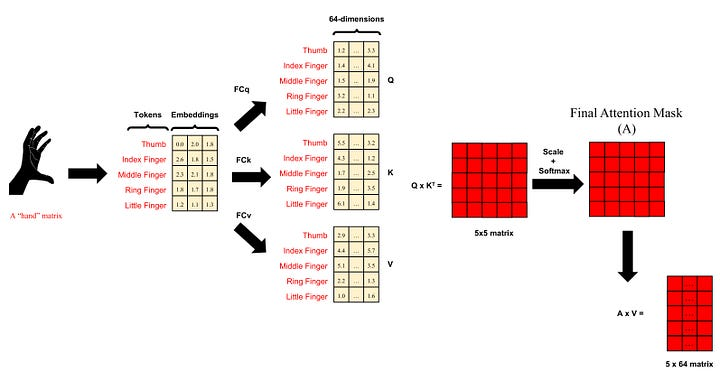 64-dimensions
Thumb 1.2 ... 3.3
Index Finger 1.4 ... 4.1
Middle Finger 1.5 ... 1.9
Ring Finger 3.2 ... 1.1
Little Finger 2.2 ... 2.3
Q
FCq
Tokens Embeddings
Thumb 0.0 2.0 1.8
Index Finger 2.6 1.8 1.5
Middle Finger 2.3 2.1 1.8
Ring Finger 1.8 1.7 1.8
Little Finger 1.2 1.1 1.3
A "hand" matrix
FCk
Thumb 5.5 ... 3.2
Index Finger 4.3 ... 1.2
Middle Finger 1.7 ... 2.5
Ring Finger 1.9 ... 3.5
Little Finger 6.1 ... 1.4
K
FCv
Thumb 2.9 ... 3.3
Index Finger 4.4 ... 5.7
Middle Finger 5.1 ... 3.5
Ring Finger 2.2 ... 1.3
Little Finger 1.0 ... 1.6
V
Q x Kᵀ =
5x5 matrix
Scale
+
Softmax
Final Attention Mask
(A)
A x V =
5 x 64 matrix